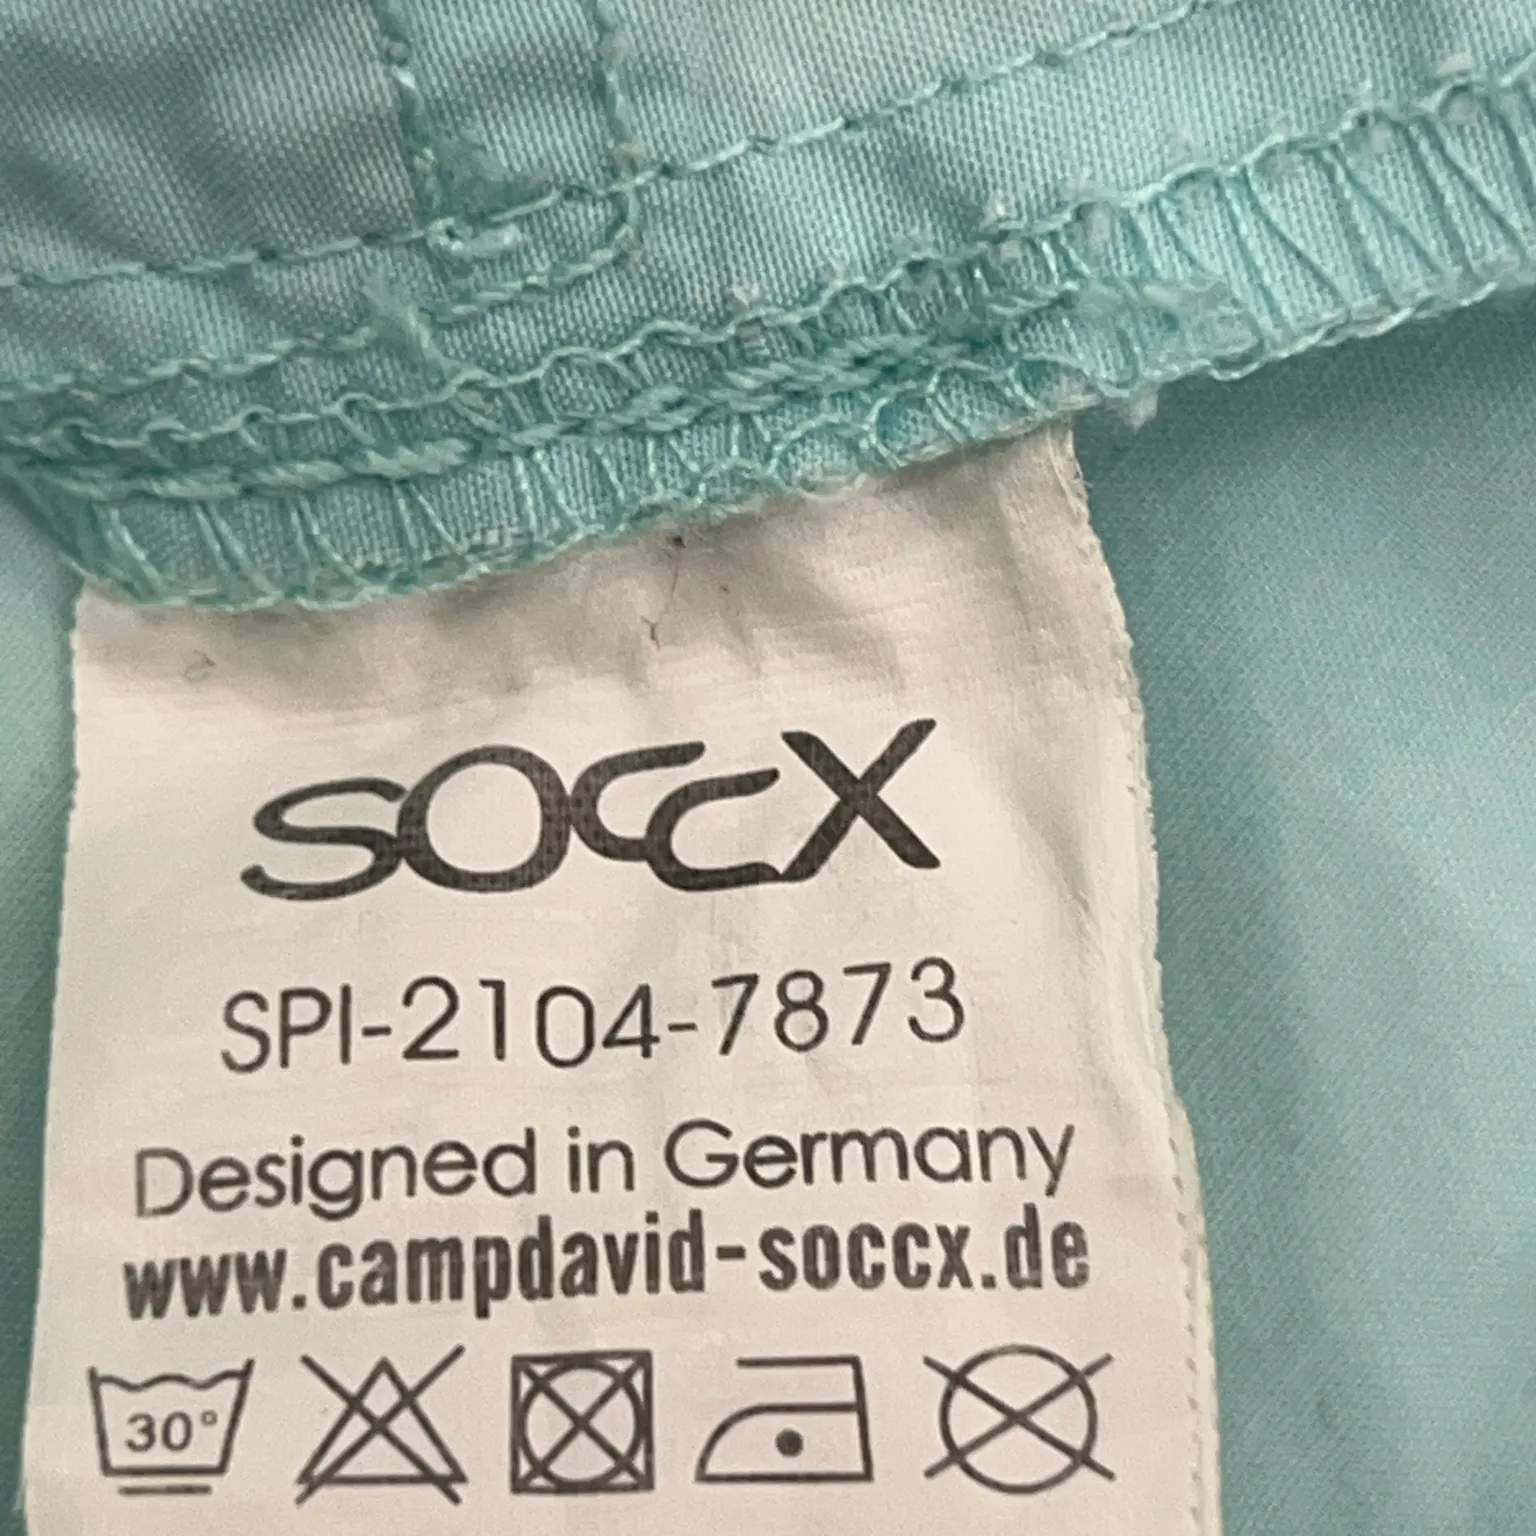 SOCCX
SPI-2104-7873
Designed in Germany
www.campdavid-soccx.de
30°